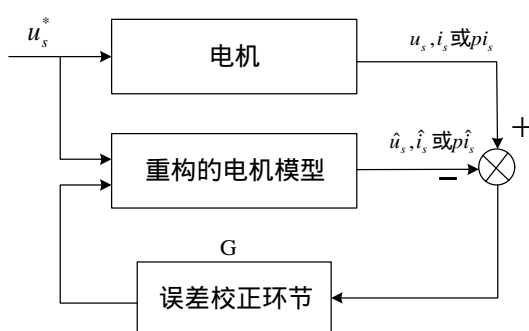 u_s^*
电机
u_s , i_s 或 pi_s
+
û_s , î_s 或 pî_s
重构的电机模型
−
G
误差校正环节